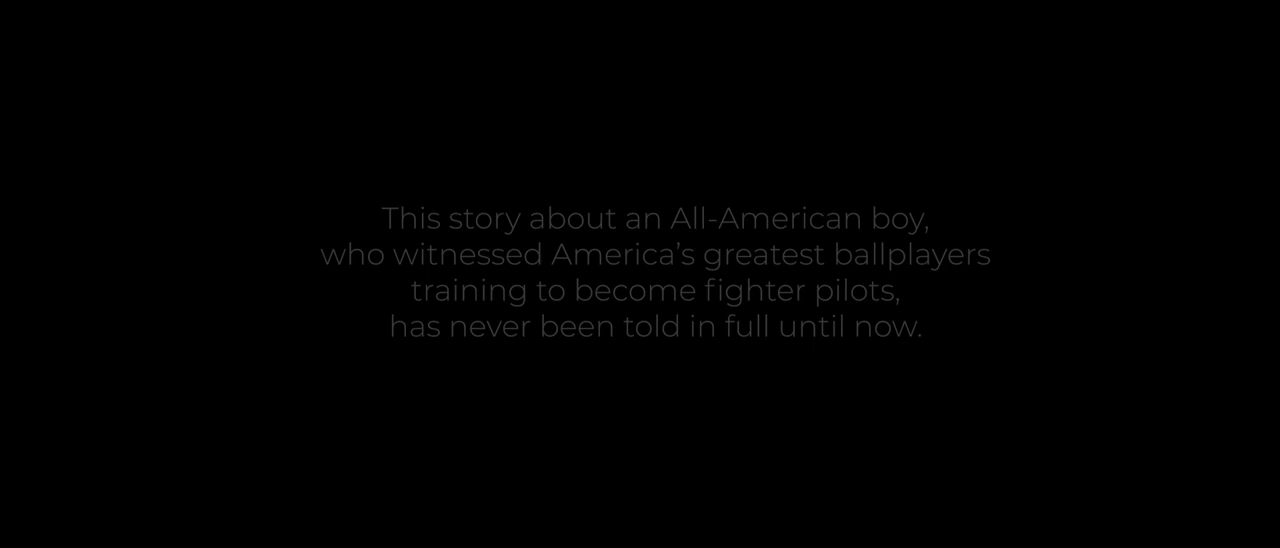 This story about an All-American boy,
who witnessed America’s greatest ballplayers
training to become fighter pilots,
has never been told in full until now.